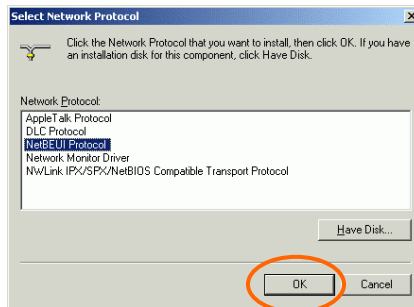 Select Network Protocol
Click the Network Protocol that you want to install, then click OK. If you have
an installation disk for this component, click Have Disk.
Network Protocol:
AppleTalk Protocol
DLC Protocol
NetBEUI Protocol
Network Monitor Driver
NWLink IPX/SPX/NetBIOS Compatible Transport Protocol
Have Disk...
OK
Cancel